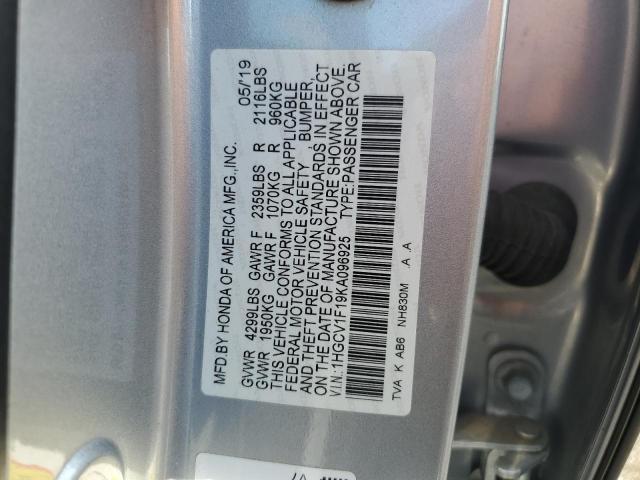 MFD.BY HONDA OF AMERICA MFG.,INC. 05/'19
GVWR 4299LBS GAWR F 2359LBS R 2116LBS
GVWR 1950KG GAWR F 1070KG R 960KG
THIS VEHICLE CONFORMS TO ALL APPLICABLE
FEDERAL MOTOR VEHICLE SAFETY , BUMPER,
AND THEFT PREVENTION STANDARDS IN EFFECT
ON THE DATE OF MANUFACTURE SHOWN ABOVE.
V.I.N.:1HGCV1F19KA096925 TYPE:PASSENGER CAR
TVA K AB6 NH830M .A .A